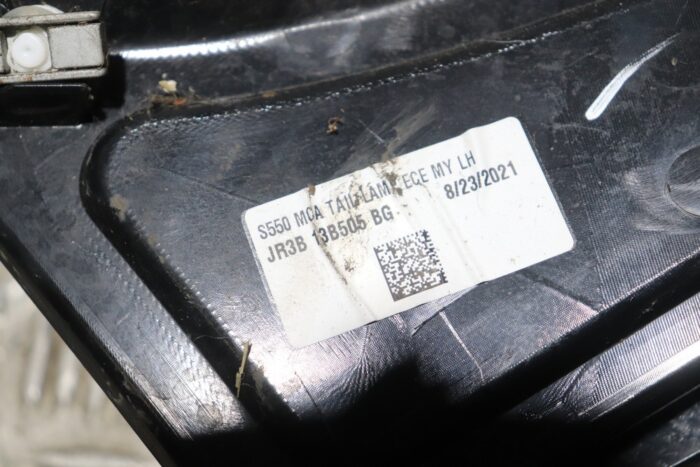 S550 MCA TAIL LAMP ECE MY LH
8/23/2021
JR3B 13B505 BG